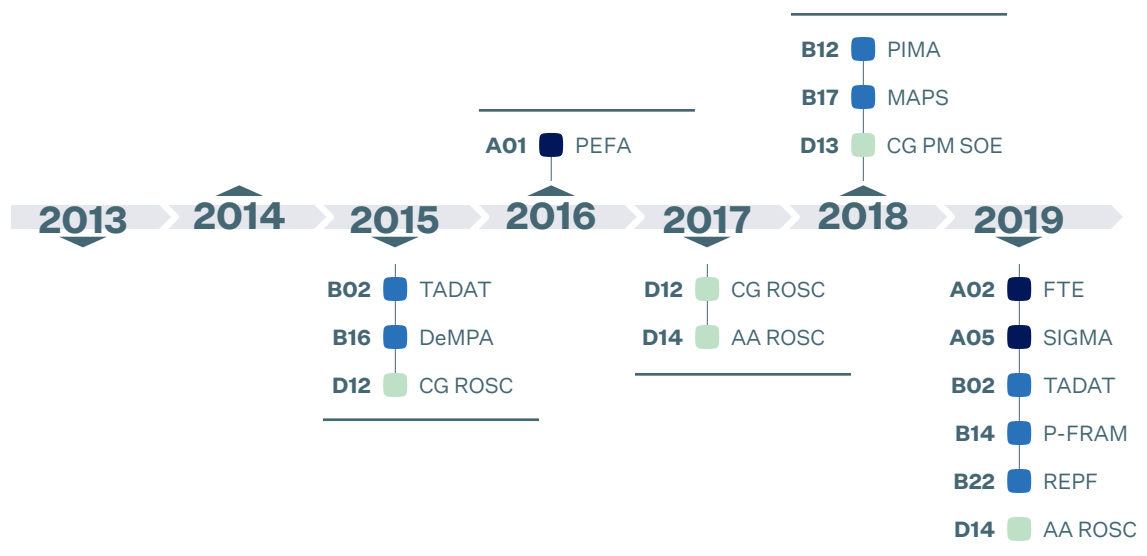 B12 PIMA
B17 MAPS
D13 CG PM SOE
A01 PEFA
2013 2014 2015 2016 2017 2018 2019
B02 TADAT
B16 DeMPA
D12 CG ROSC
D12 CG ROSC
D14 AA ROSC
A02 FTE
A05 SIGMA
B02 TADAT
B14 P-FRAM
B22 REPF
D14 AA ROSC